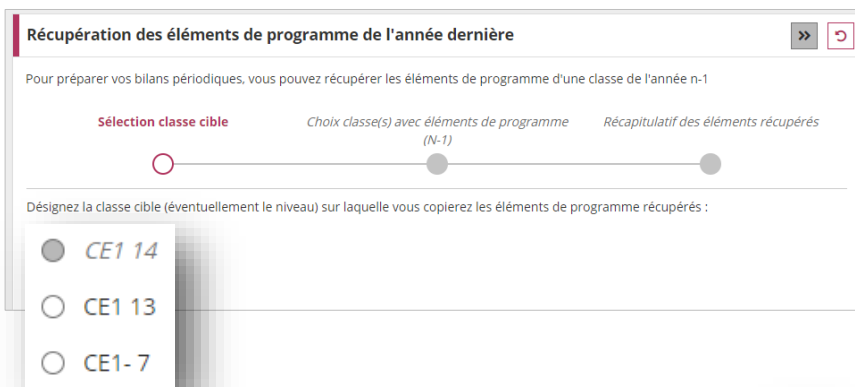 Récupération des éléments de programme de l'année dernière
Pour préparer vos bilans périodiques, vous pouvez récupérer les éléments de programme d'une classe de l'année n-1
Sélection classe cible
Choix classe(s) avec éléments de programme
(N-1)
Récapitulatif des éléments récupérés
Désignez la classe cible (éventuellement le niveau) sur laquelle vous copierez les éléments de programme récupérés :
CE1 14
CE1 13
CE1- 7